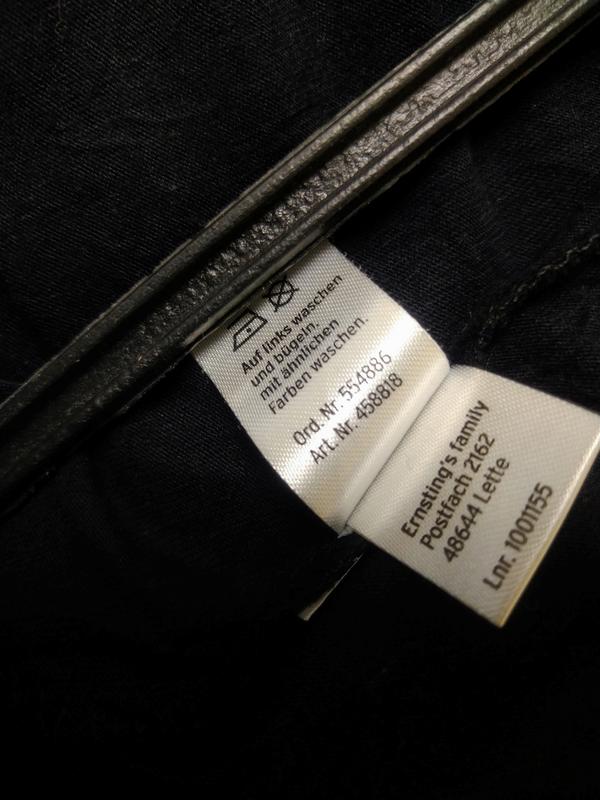 Auf links waschen
und bügeln.
mit ähnlichen
Farben waschen.
Ord. Nr. 554886
Art. Nr. 458818
Ernsting's family
Postfach 2162
48644 Lette
Lnr. 1001155